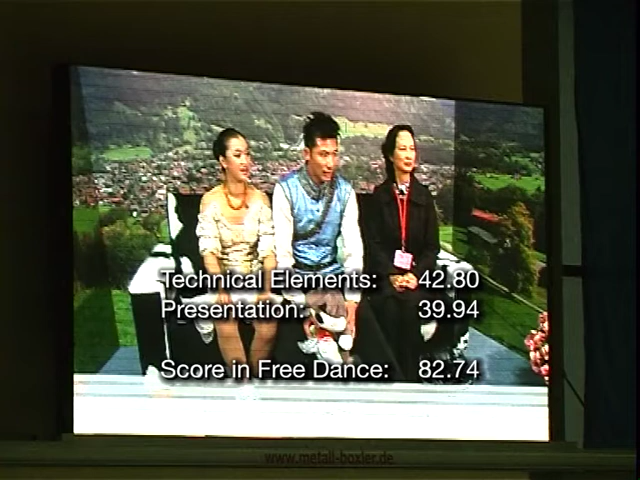 Technical Elements: 42.80
Presentation: 39.94
Score in Free Dance: 82.74
www.metall-boxler.de